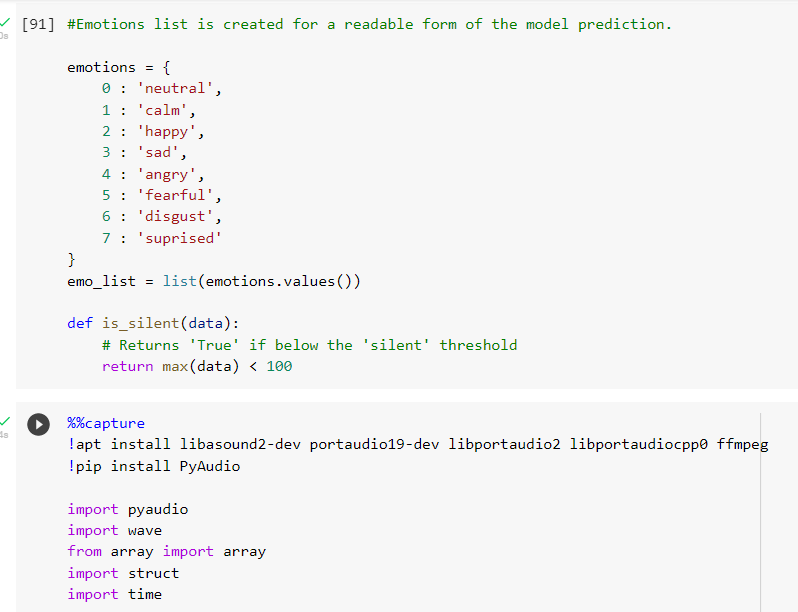 [91] #Emotions list is created for a readable form of the model prediction.
emotions = {
0 : 'neutral',
1 : 'calm',
2 : 'happy',
3 : 'sad',
4 : 'angry',
5 : 'fearful',
6 : 'disgust',
7 : 'suprised'
}
emo_list = list(emotions.values())
def is_silent(data):
# Returns 'True' if below the 'silent' threshold
return max(data) < 100
%%capture
!apt install libasound2-dev portaudio19-dev libportaudio2 libportaudiocpp0 ffmpeg
!pip install PyAudio
import pyaudio
import wave
from array import array
import struct
import time